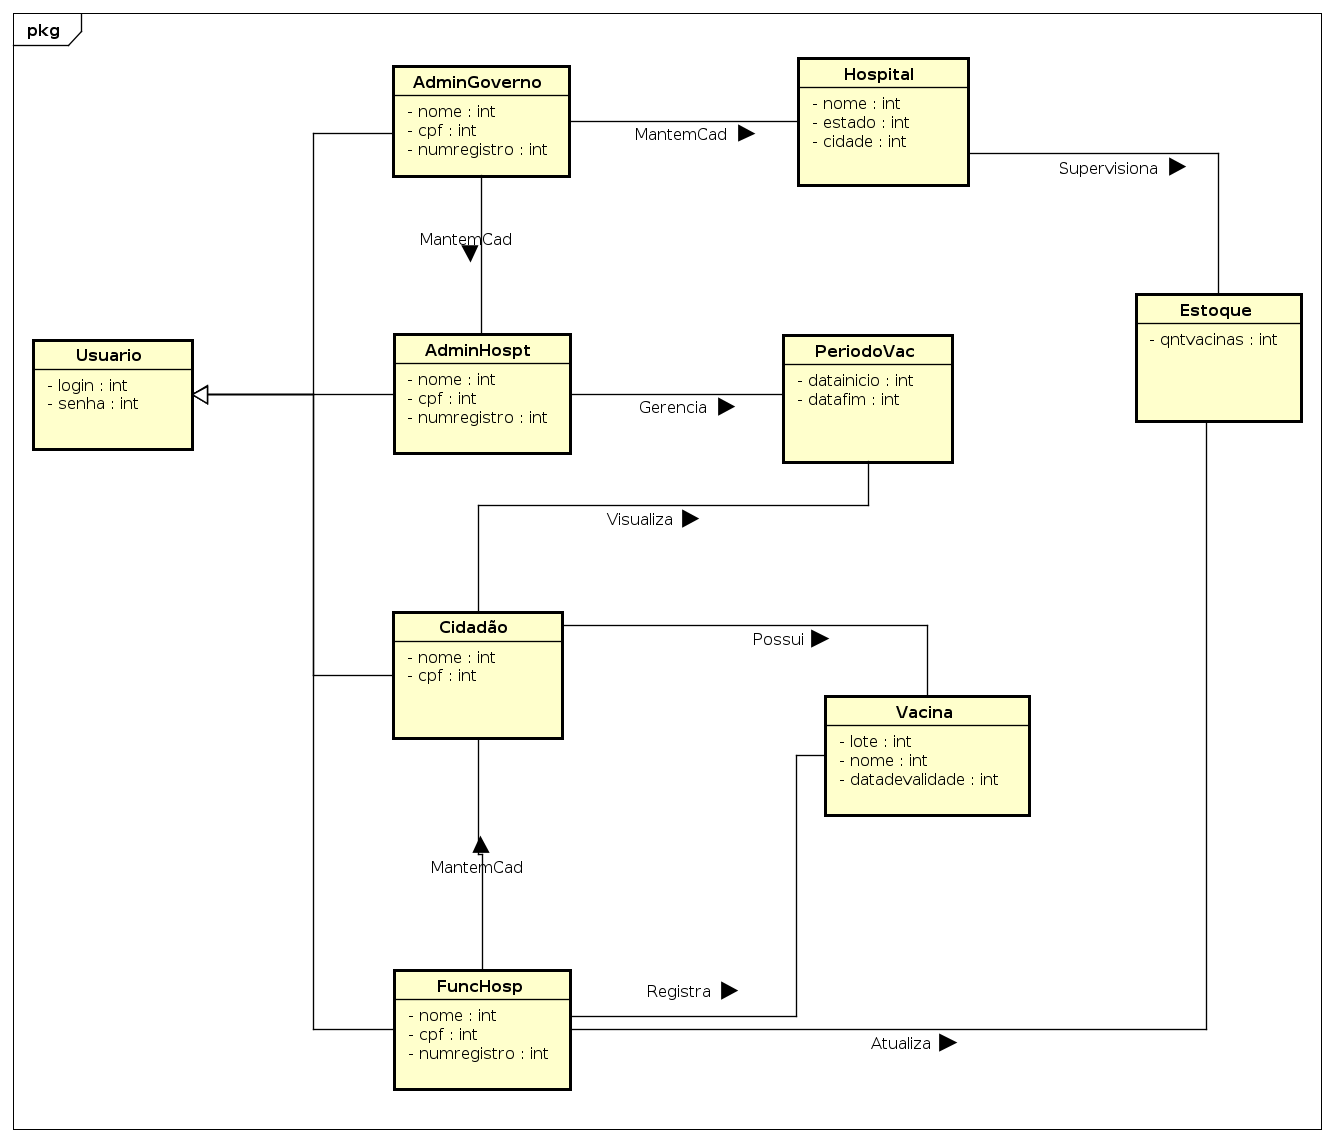 pkg
AdminGoverno
- nome : int
- cpf : int
- numregistro : int
MantemCad
Hospital
- nome : int
- estado : int
- cidade : int
Supervisiona
MantemCad
Estoque
- qntvacinas : int
Usuario
- login : int
- senha : int
AdminHospt
- nome : int
- cpf : int
- numregistro : int
Gerencia
PeriodoVac
- datainicio : int
- datafim : int
Visualiza
Cidadão
- nome : int
- cpf : int
Possui
Vacina
- lote : int
- nome : int
- datadevalidade : int
MantemCad
FuncHosp
- nome : int
- cpf : int
- numregistro : int
Registra
Atualiza